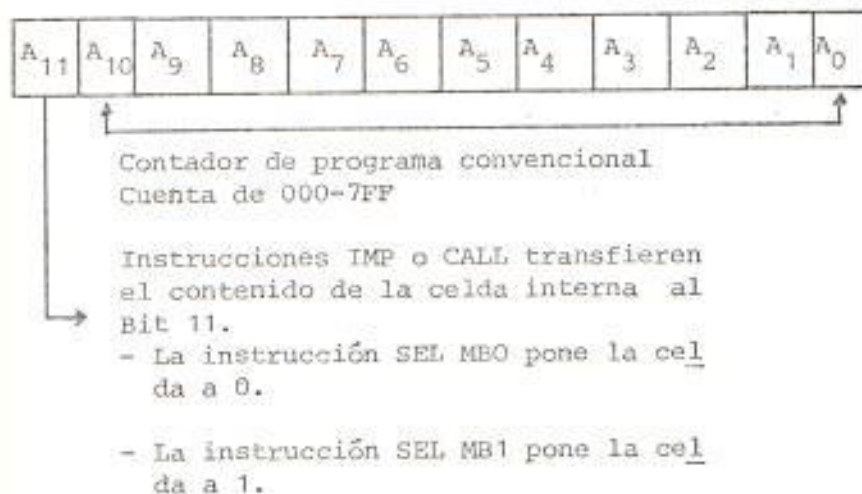 A11 A10 A9 A8 A7 A6 A5 A4 A3 A2 A1 A0
Contador de programa convencional
Cuenta de 000-7FF
Instrucciones IMP o CALL transfieren
el contenido de la celda interna al
Bit 11.
- La instrucción SEL MB0 pone la cel
da a 0.
- La instrucción SEL MB1 pone la cel
da a 1.